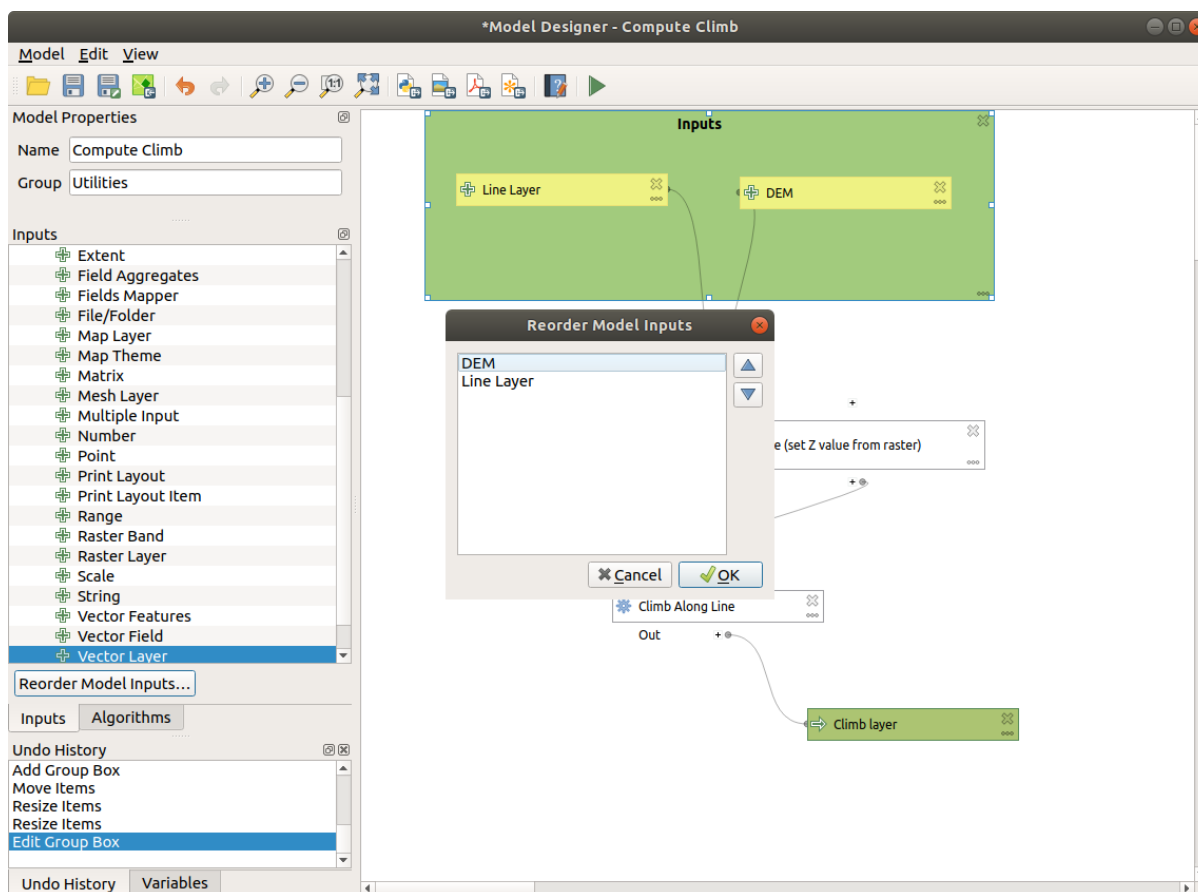 *Model Designer - Compute Climb
Model Edit View
Model Properties
Name Compute Climb
Group Utilities
Inputs
Extent
Field Aggregates
Fields Mapper
File/Folder
Map Layer
Map Theme
Matrix
Mesh Layer
Multiple Input
Number
Point
Print Layout
Print Layout Item
Range
Raster Band
Raster Layer
Scale
String
Vector Features
Vector Field
Vector Layer
Reorder Model Inputs...
Inputs Algorithms
Undo History
Add Group Box
Move Items
Resize Items
Resize Items
Edit Group Box
Undo History Variables
Inputs
Line Layer
DEM
Reorder Model Inputs
DEM
Line Layer
Cancel OK
e (set Z value from raster)
Climb Along Line
Out
Climb layer